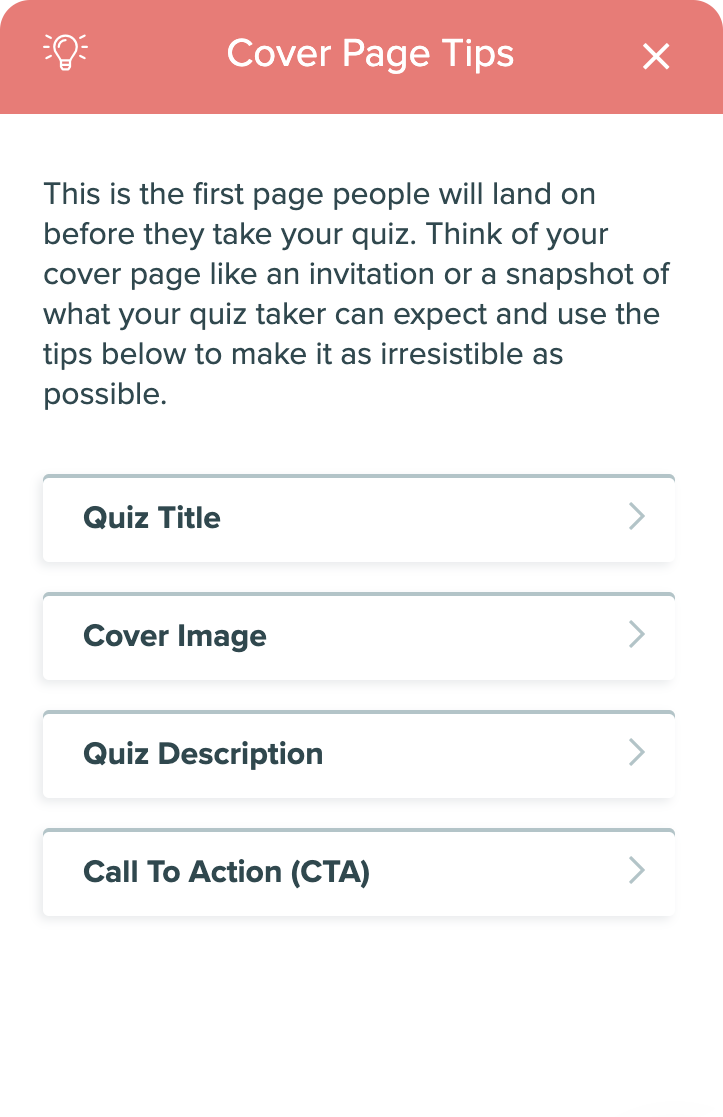 Cover Page Tips
This is the first page people will land on
before they take your quiz. Think of your
cover page like an invitation or a snapshot of
what your quiz taker can expect and use the
tips below to make it as irresistible as
possible.
Quiz Title
Cover Image
Quiz Description
Call To Action (CTA)